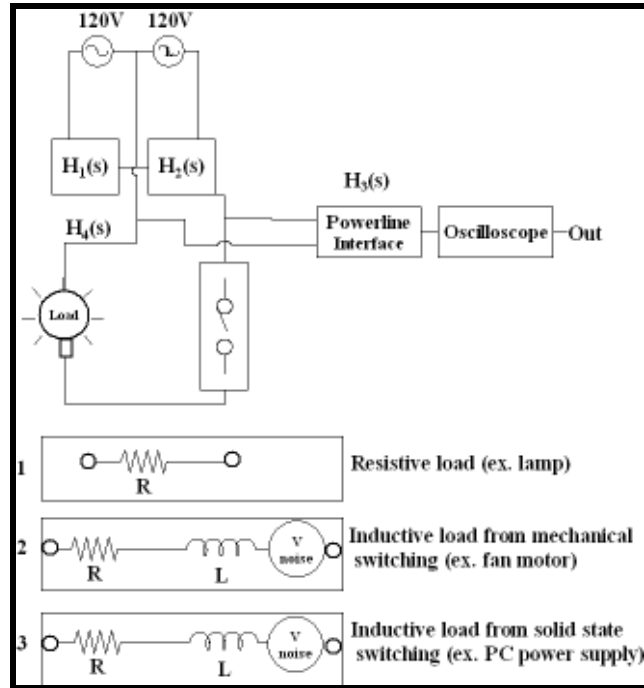 120V 120V
H₁(s) H₂(s)
H₃(s)
Powerline
Interface
Oscilloscope
Out
H₄(s)
Load
1
R
Resistive load (ex. lamp)
2
R
L
V
noise
Inductive load from mechanical
switching (ex. fan motor)
3
R
L
V
noise
Inductive load from solid state
switching (ex. PC power supply)